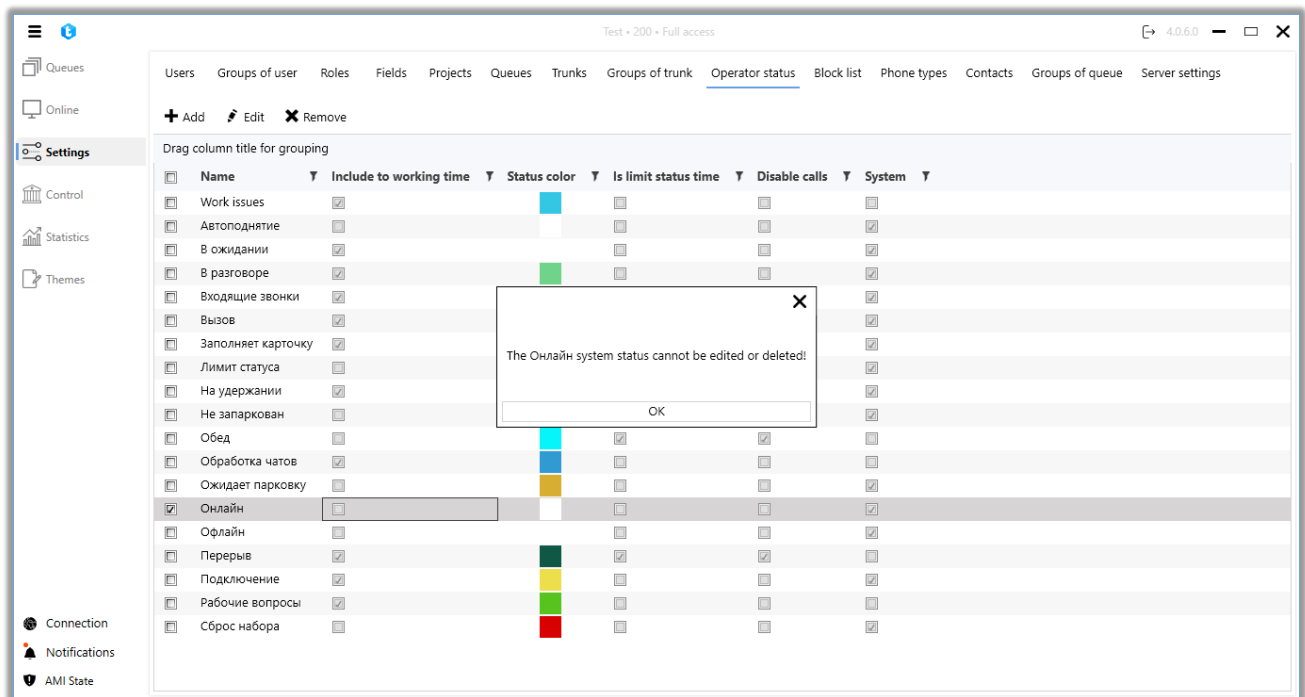 Test • 200 • Full access
4.0.6.0
Queues
Online
Settings
Control
Statistics
Themes
Connection
Notifications
AMI State
Users Groups of user Roles Fields Projects Queues Trunks Groups of trunk Operator status Block list Phone types Contacts Groups of queue Server settings
Add Edit Remove
Drag column title for grouping
Name Include to working time Status color Is limit status time Disable calls System
Work issues
Автоподнятие
В ожидании
В разговоре
Входящие звонки
Вызов
Заполняет карточку
Лимит статуса
На удержании
Не запаркован
Обед
Обработка чатов
Ожидает парковку
Онлайн
Офлайн
Перерыв
Подключение
Рабочие вопросы
Сброс набора
The Онлайн system status cannot be edited or deleted!
OK